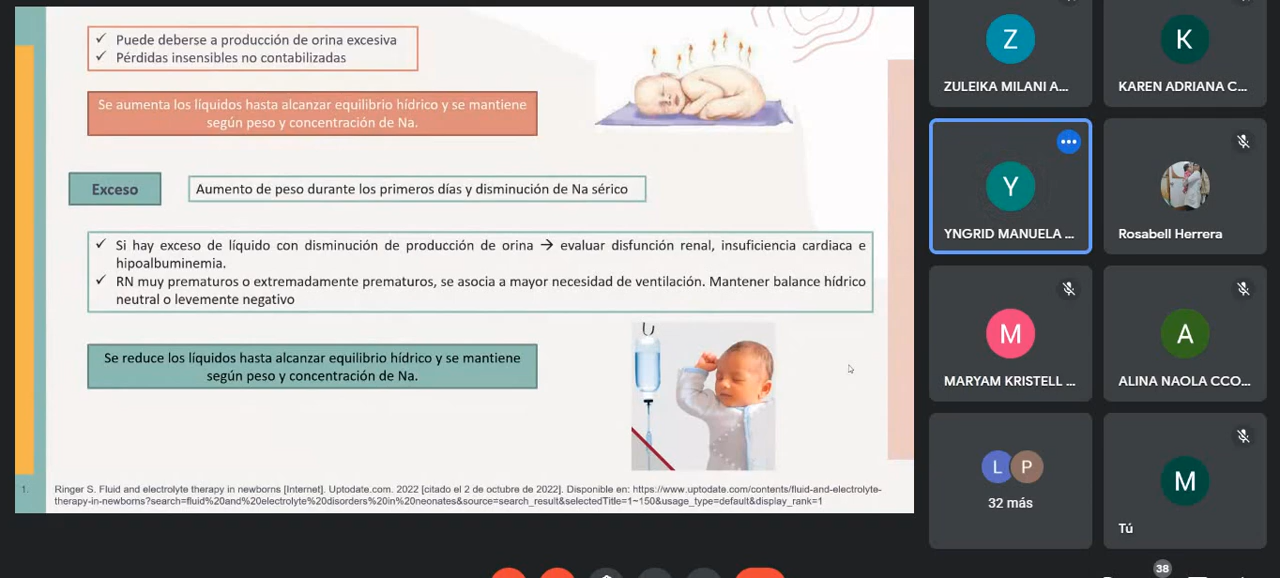 ✓ Puede deberse a producción de orina excesiva
✓ Pérdidas insensibles no contabilizadas
Se aumenta los líquidos hasta alcanzar equilibrio hídrico y se mantiene
según peso y concentración de Na.
Exceso
Aumento de peso durante los primeros días y disminución de Na sérico
✓ Si hay exceso de líquido con disminución de producción de orina → evaluar disfunción renal, insuficiencia cardiaca e
hipoalbuminemia.
✓ RN muy prematuros o extremadamente prematuros, se asocia a mayor necesidad de ventilación. Mantener balance hídrico
neutral o levemente negativo
Se reduce los líquidos hasta alcanzar equilibrio hídrico y se mantiene
según peso y concentración de Na.
1. Ringer S. Fluid and electrolyte therapy in newborns [Internet]. Uptodate.com. 2022 [citado el 2 de octubre de 2022]. Disponible en: https://www.uptodate.com/contents/fluid-and-electrolyte-
therapy-in-newborns?search=fluid%20and%20electrolyte%20disorders%20in%20neonates&source=search_result&selectedTitle=1~150&usage_type=default&display_rank=1
Z
ZULEIKA MILANI A...
K
KAREN ADRIANA C...
Y
YNGRID MANUELA ...
Rosabell Herrera
M
MARYAM KRISTELL ...
A
ALINA NAOLA CCO...
L P
32 más
M
Tú
38